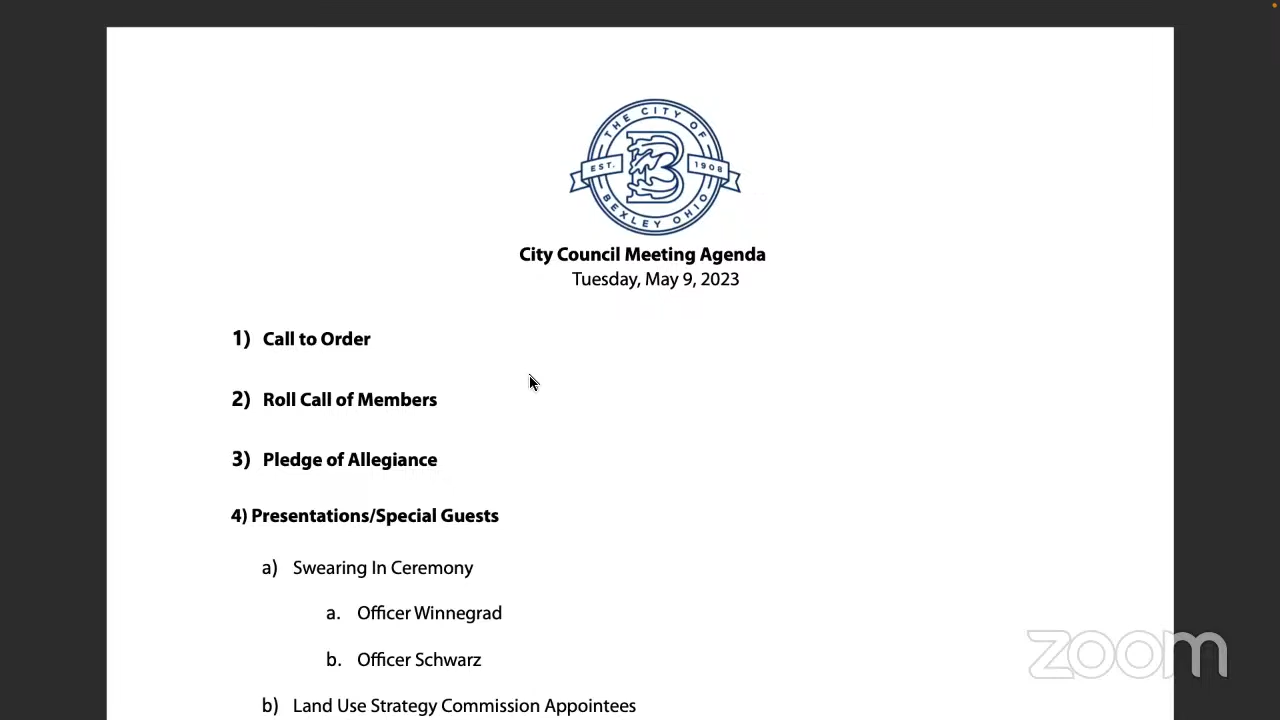 THE CITY OF
EST. B 1908
BEXLEY OHIO
City Council Meeting Agenda
Tuesday, May 9, 2023
1) Call to Order
2) Roll Call of Members
3) Pledge of Allegiance
4) Presentations/Special Guests
a) Swearing In Ceremony
a. Officer Winnegrad
b. Officer Schwarz
zoom
b) Land Use Strategy Commission Appointees